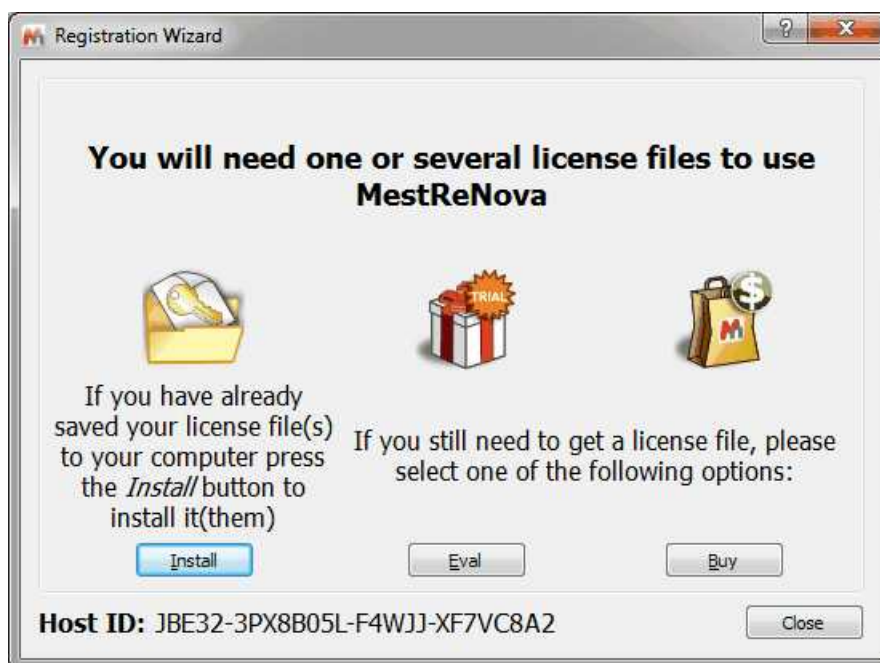 Registration Wizard
You will need one or several license files to use
MestReNova
TRIAL
$
If you have already
saved your license file(s)
to your computer press
the Install button to
install it(them)
If you still need to get a license file, please
select one of the following options:
Install
Eval
Buy
Host ID: JBE32-3PX8B05L-F4WJJ-XF7VC8A2
Close